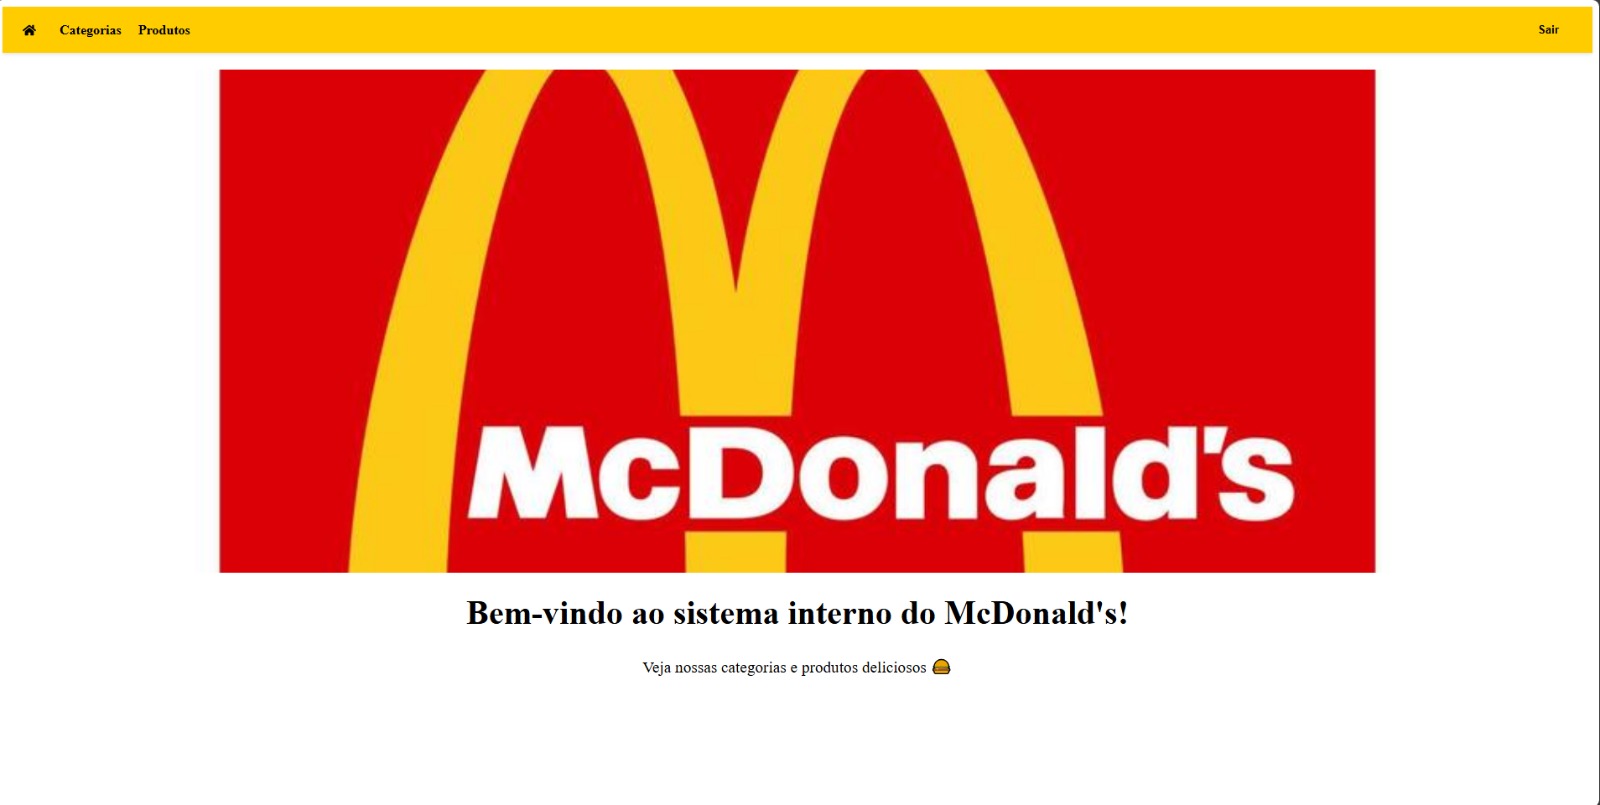 Categorias Produtos Sair
McDonald's
Bem-vindo ao sistema interno do McDonald's!
Veja nossas categorias e produtos deliciosos 🍔